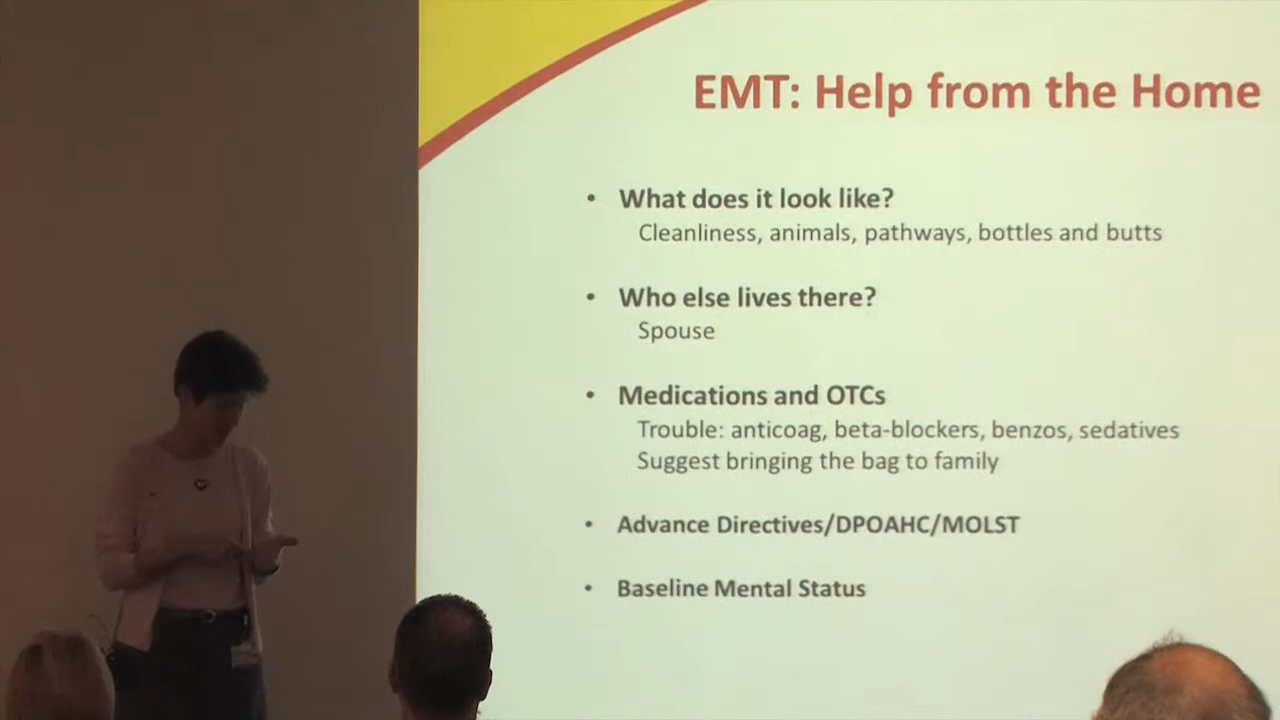 EMT: Help from the Home
• What does it look like?
Cleanliness, animals, pathways, bottles and butts
• Who else lives there?
Spouse
• Medications and OTCs
Trouble: anticoag, beta-blockers, benzos, sedatives
Suggest bringing the bag to family
• Advance Directives/DPOAHC/MOLST
• Baseline Mental Status